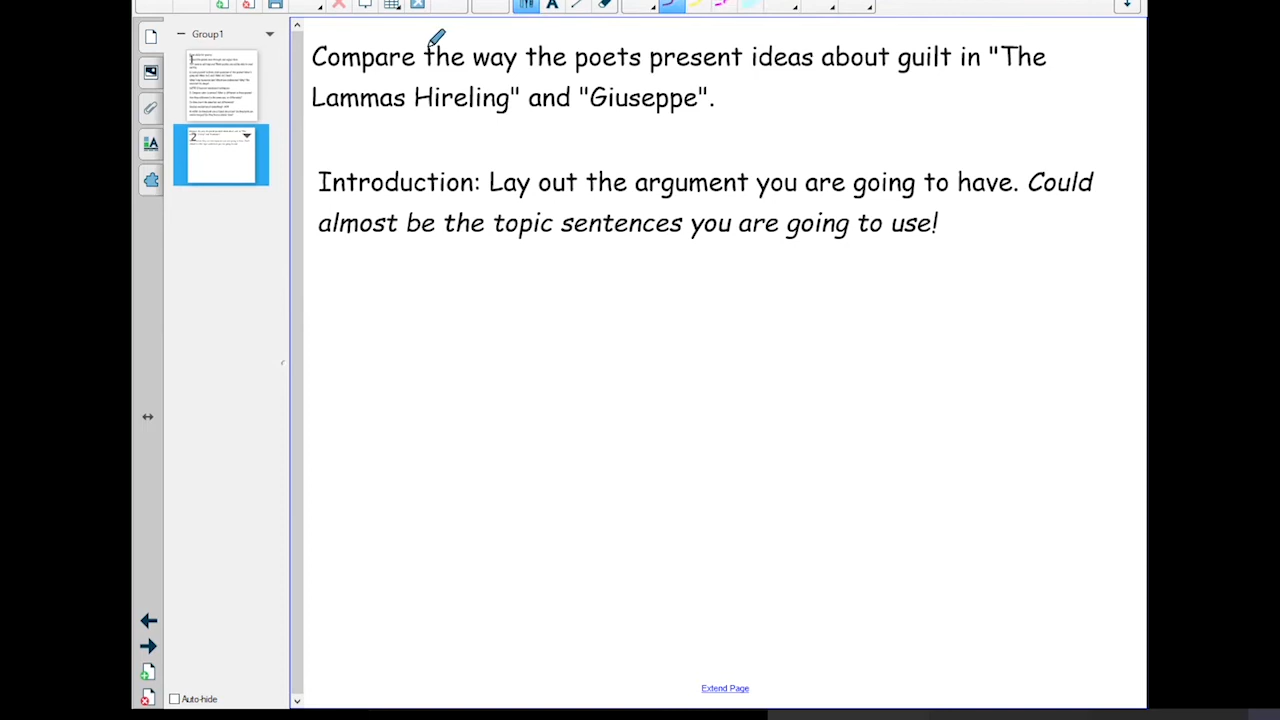 Group1
2
Compare the way the poets present ideas about guilt in "The
Lammas Hireling" and "Giuseppe".
Introduction: Lay out the argument you are going to have. Could
almost be the topic sentences you are going to use!
Extend Page
Auto-hide